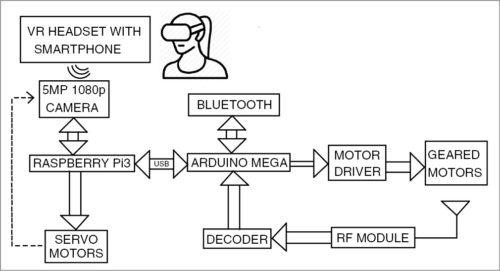 VR HEADSET WITH
SMARTPHONE
5MP 1080p
CAMERA
BLUETOOTH
RASPBERRY Pi3
USB
ARDUINO MEGA
MOTOR
DRIVER
GEARED
MOTORS
SERVO
MOTORS
DECODER
RF MODULE